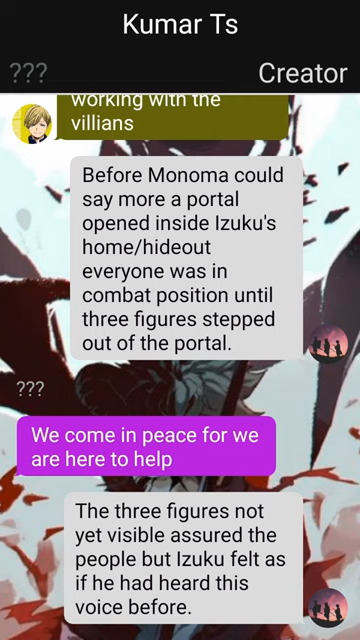 Kumar Ts
??? Creator
working with the
villians
Before Monoma could
say more a portal
opened inside Izuku's
home/hideout
everyone was in
combat position until
three figures stepped
out of the portal.
???
We come in peace for we
are here to help
The three figures not
yet visible assured the
people but Izuku felt as
if he had heard this
voice before.